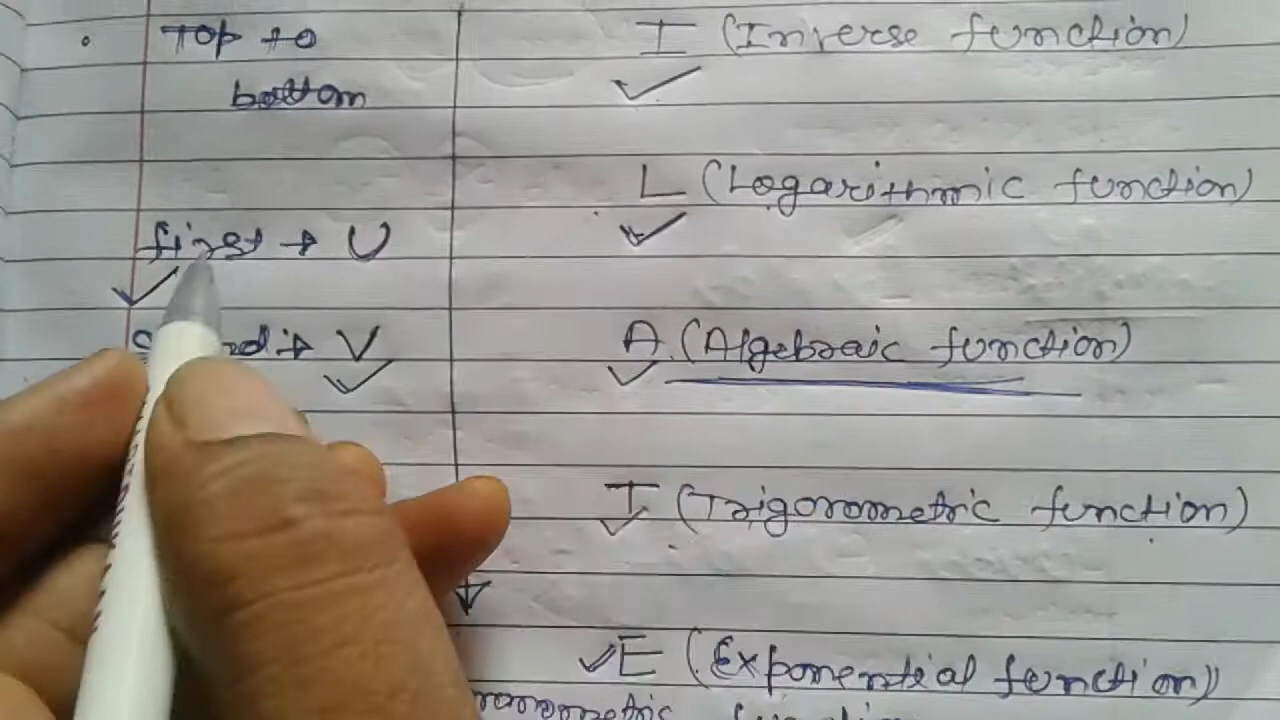 Top to
bottom
first → U
V
I (Inverse function)
L (Logarithmic function)
A (Algebraic function)
T (Trigonometric function)
E (Exponential function)